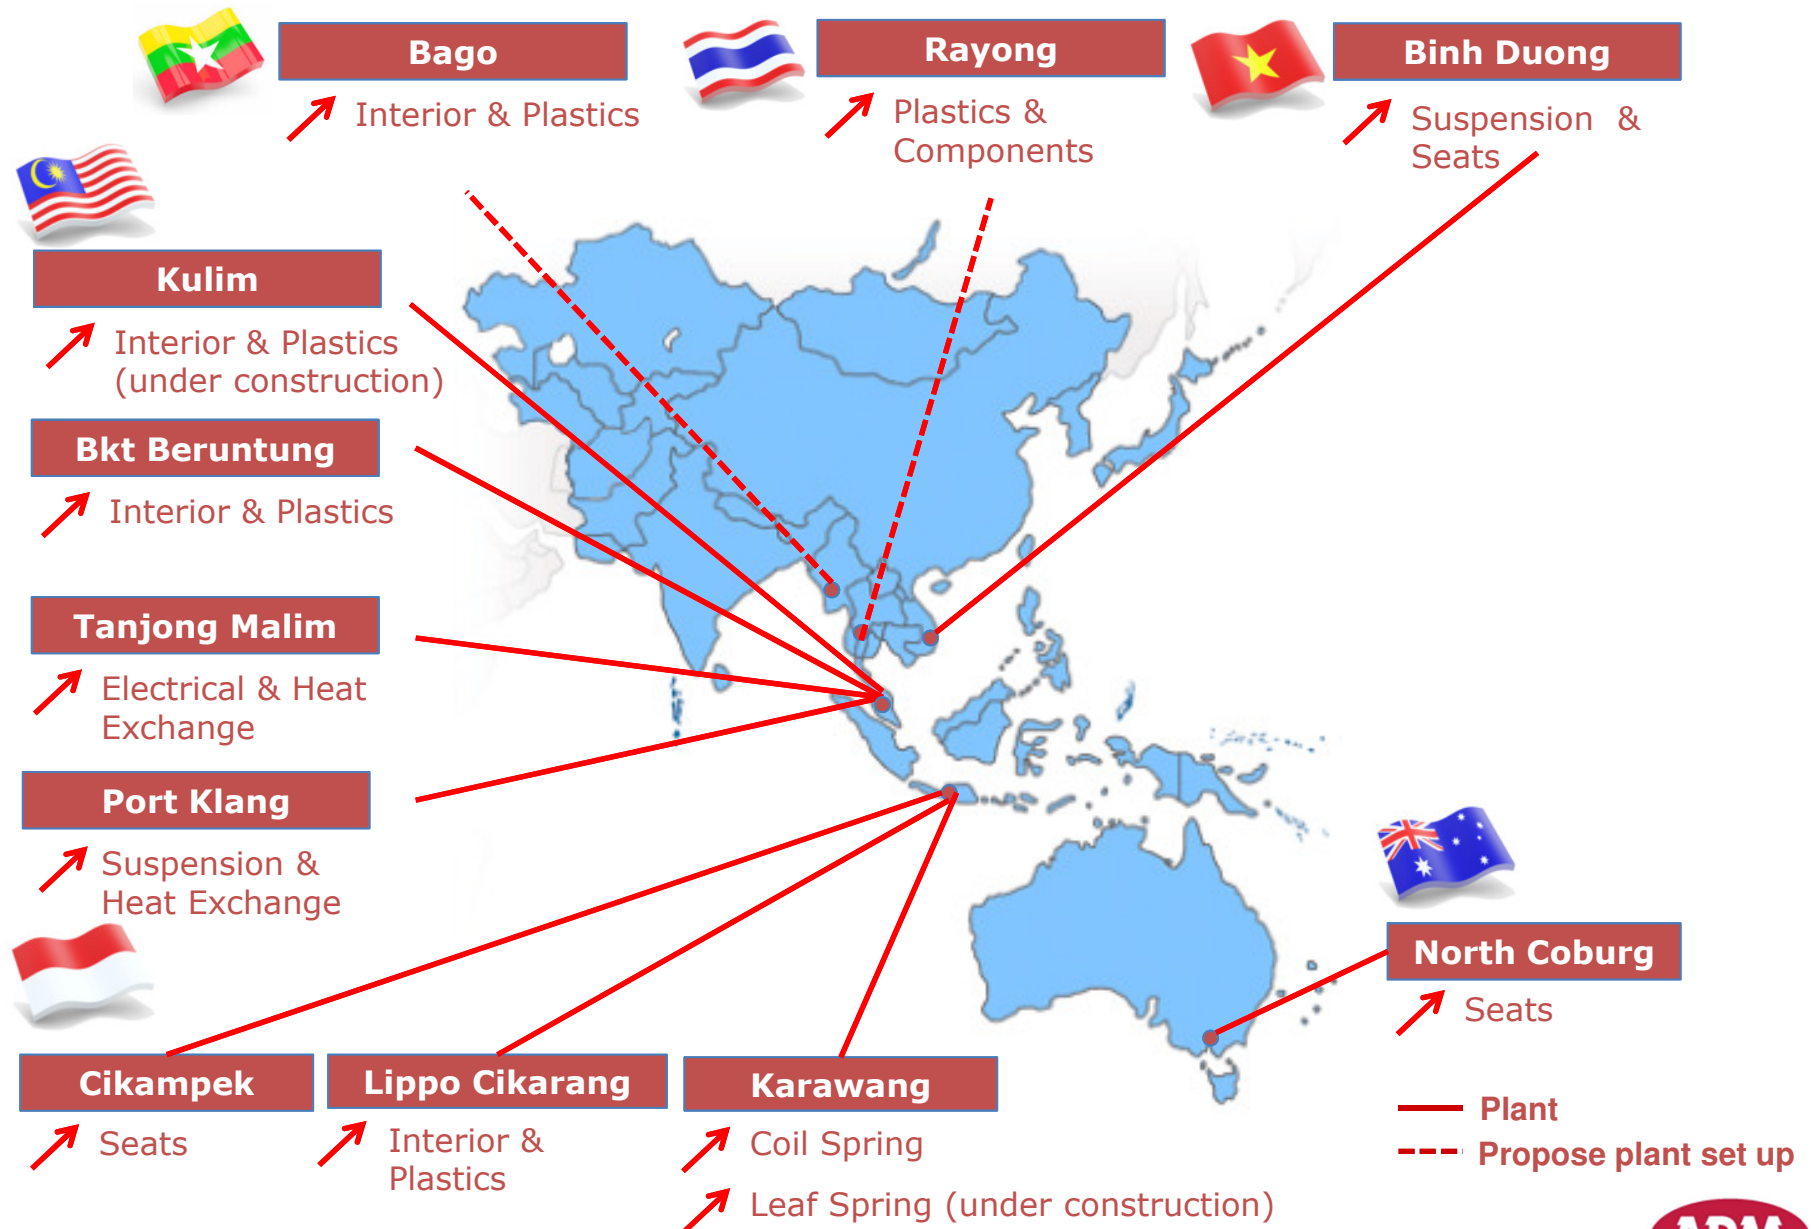 Bago
Interior & Plastics
Rayong
Plastics &
Components
Binh Duong
Suspension &
Seats
Kulim
Interior & Plastics
(under construction)
Bkt Beruntung
Interior & Plastics
Tanjong Malim
Electrical & Heat
Exchange
Port Klang
Suspension &
Heat Exchange
North Coburg
Seats
Cikampek
Seats
Lippo Cikarang
Interior &
Plastics
Karawang
Coil Spring
Leaf Spring (under construction)
Plant
Propose plant set up